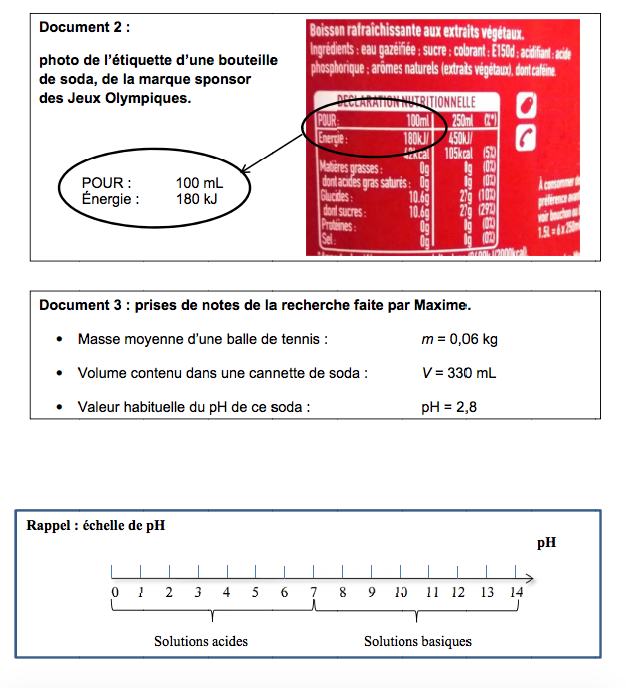 Document 2 :
photo de l’étiquette d’une bouteille
de soda, de la marque sponsor
des Jeux Olympiques.
POUR : 100 mL
Énergie : 180 kJ
Boisson rafraîchissante aux extraits végétaux.
Ingrédients : eau gazéifiée ; sucre ; colorant : E150d ; acidifiant : acide
phosphorique ; arômes naturels (extraits végétaux), dont caféine.
DECLARATION NUTRITIONNELLE
POUR: 100ml 250ml (%*)
Énergie : 180kJ/ 450kJ/
42kcal 105kcal (5%)
Matières grasses : 0g 0g (0%)
dont acides gras saturés : 0g 0g (0%)
Glucides : 10.6g 27g (10%)
dont sucres : 10.6g 27g (29%)
Protéines : 0g 0g (0%)
Sel : 0g 0g (0%)
À consommer de
préférence avant
voir bouchon ou
1.5L = 6 x 250ml
Document 3 : prises de notes de la recherche faite par Maxime.
• Masse moyenne d’une balle de tennis : m = 0,06 kg
• Volume contenu dans une cannette de soda : V = 330 mL
• Valeur habituelle du pH de ce soda : pH = 2,8
Rappel : échelle de pH
pH
0 1 2 3 4 5 6 7 8 9 10 11 12 13 14
Solutions acides Solutions basiques